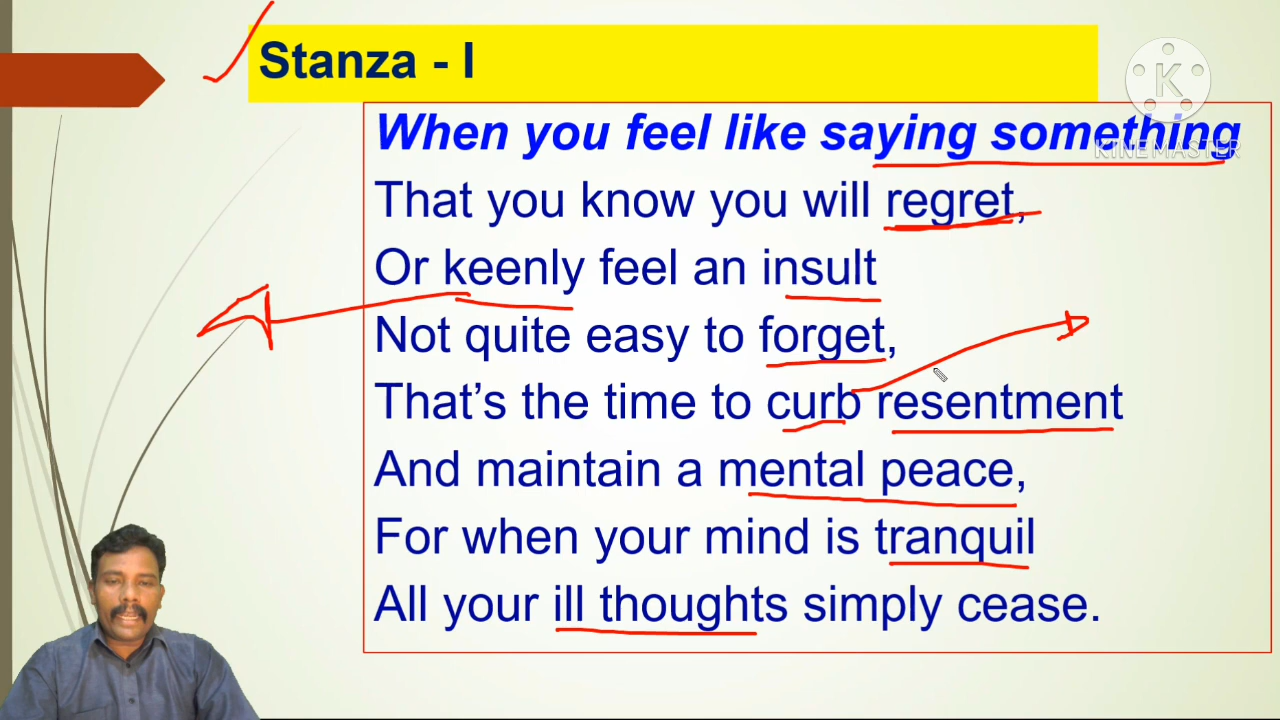 Stanza - I
When you feel like saying something
KINEMASTER
That you know you will regret,
Or keenly feel an insult
Not quite easy to forget,
That’s the time to curb resentment
And maintain a mental peace,
For when your mind is tranquil
All your ill thoughts simply cease.
K